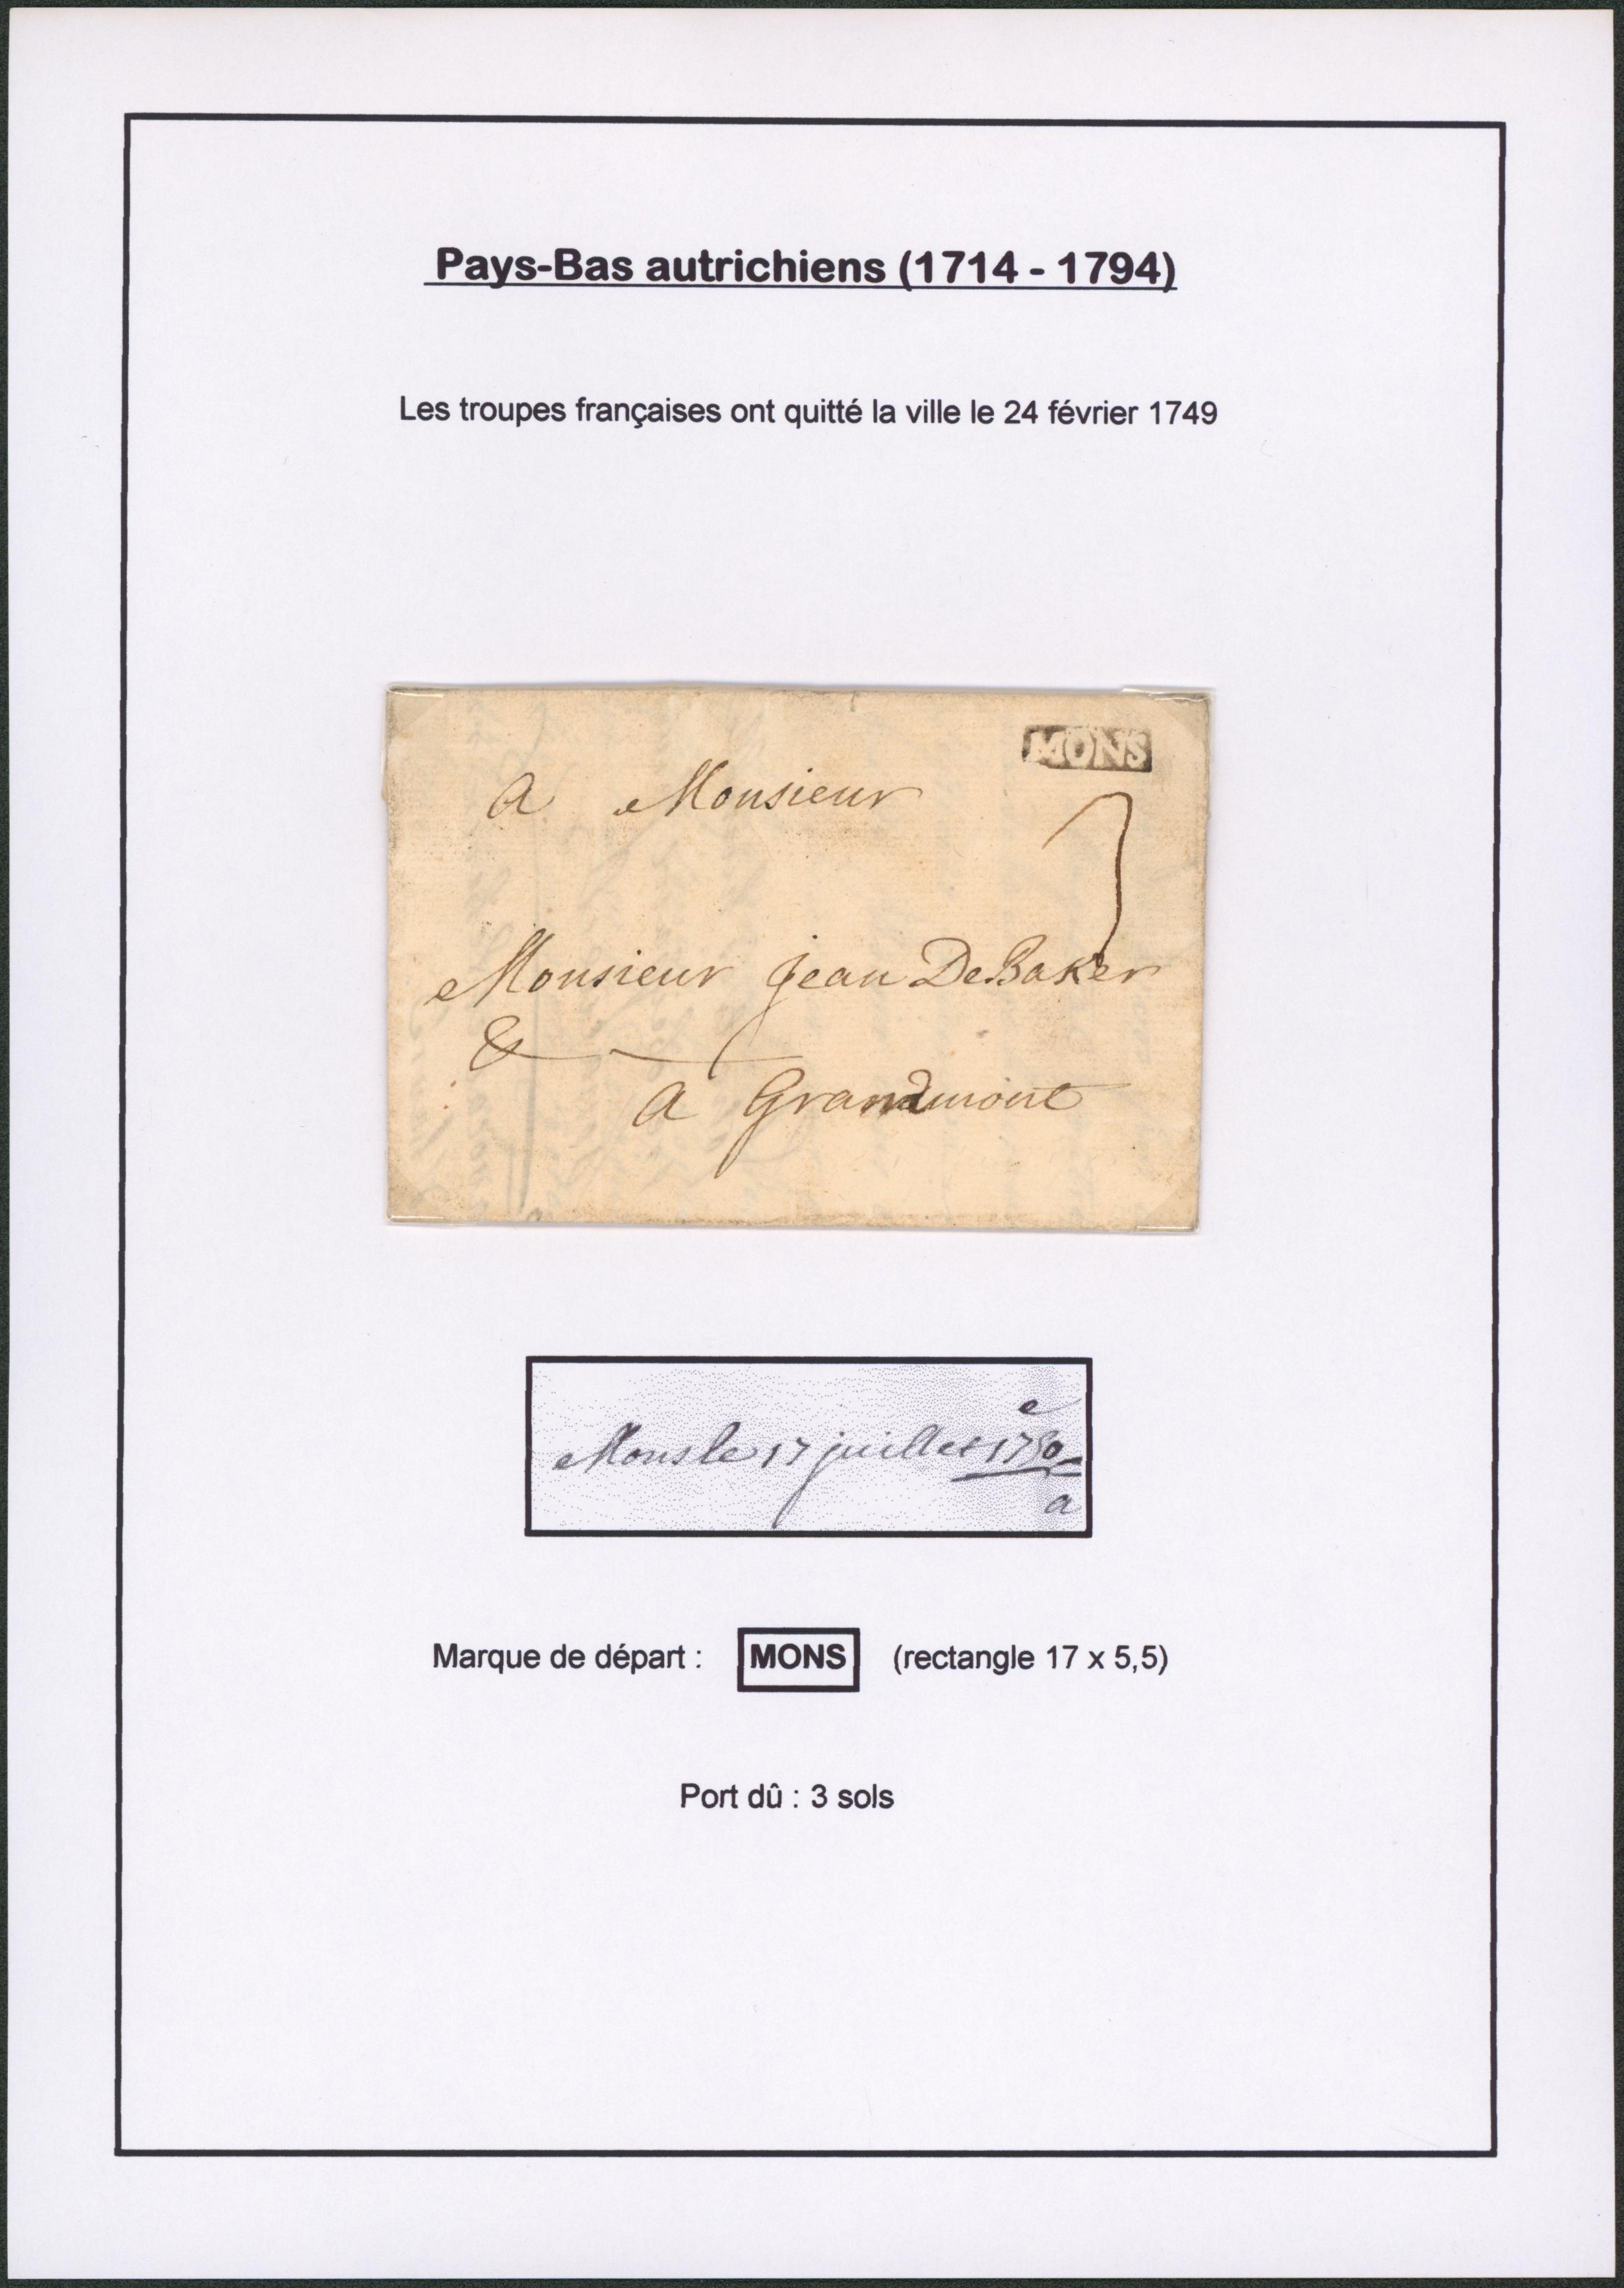 Pays-Bas autrichiens (1714 - 1794)
Les troupes françaises ont quitté la ville le 24 février 1749
MONS
A Monsieur
Monsieur Jean De Baker
&
A Grandmont
e
Mons le 17 juillet 1750
a
Marque de départ : MONS (rectangle 17 x 5,5)
Port dû : 3 sols